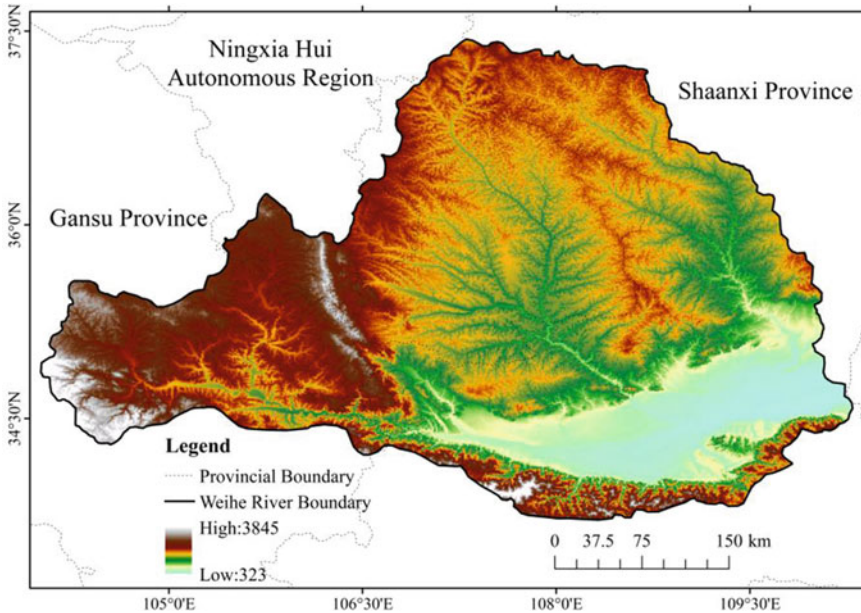 Ningxia Hui
Autonomous Region
Shaanxi Province
Gansu Province
37°30'N
36°0'N
34°30'N
Legend
Provincial Boundary
Weihe River Boundary
High:3845
Low:323
0 37.5 75 150 km
105°0'E 106°30'E 108°0'E 109°30'E